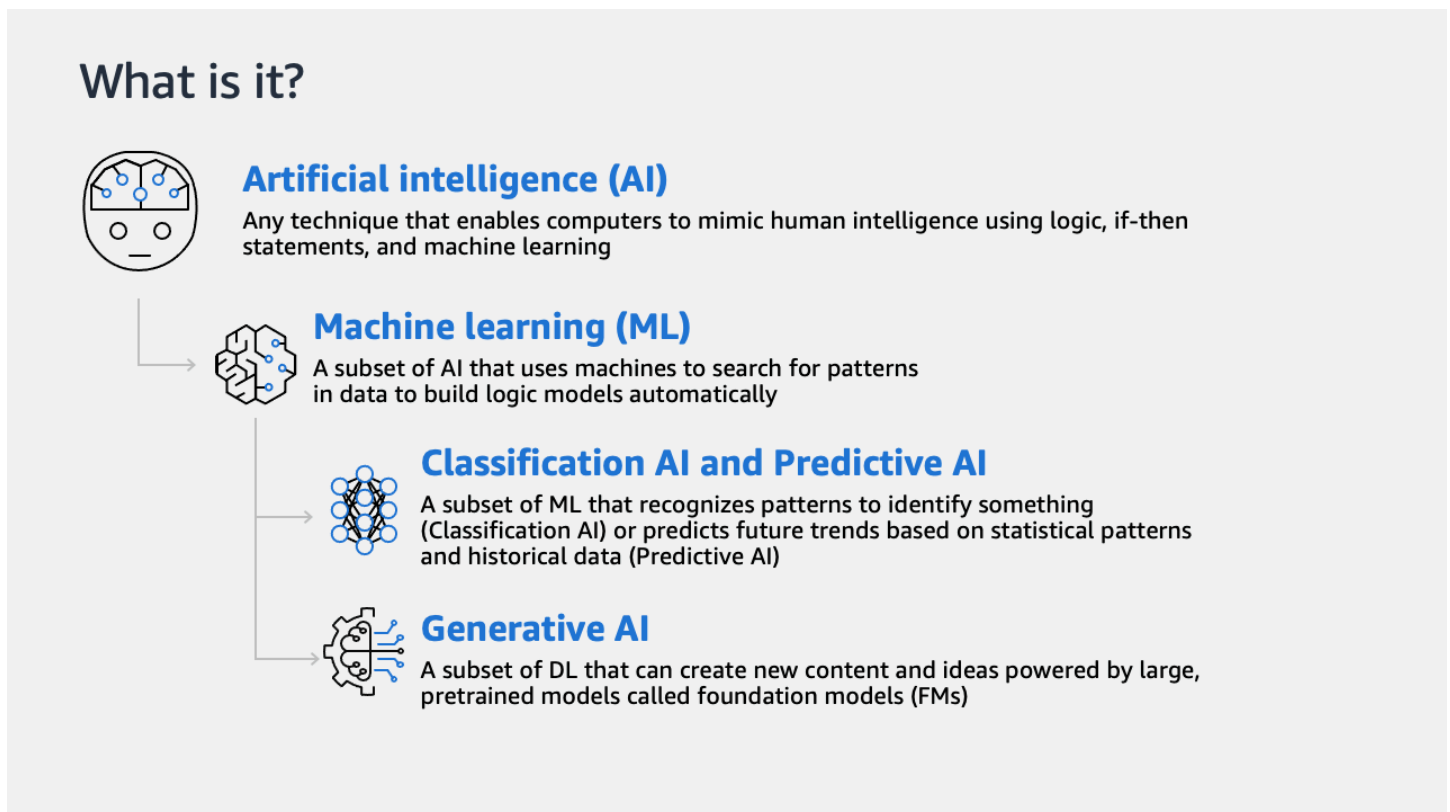 What is it?
Artificial intelligence (AI)
Any technique that enables computers to mimic human intelligence using logic, if-then
statements, and machine learning
Machine learning (ML)
A subset of AI that uses machines to search for patterns
in data to build logic models automatically
Classification AI and Predictive AI
A subset of ML that recognizes patterns to identify something
(Classification AI) or predicts future trends based on statistical patterns
and historical data (Predictive AI)
Generative AI
A subset of DL that can create new content and ideas powered by large,
pretrained models called foundation models (FMs)